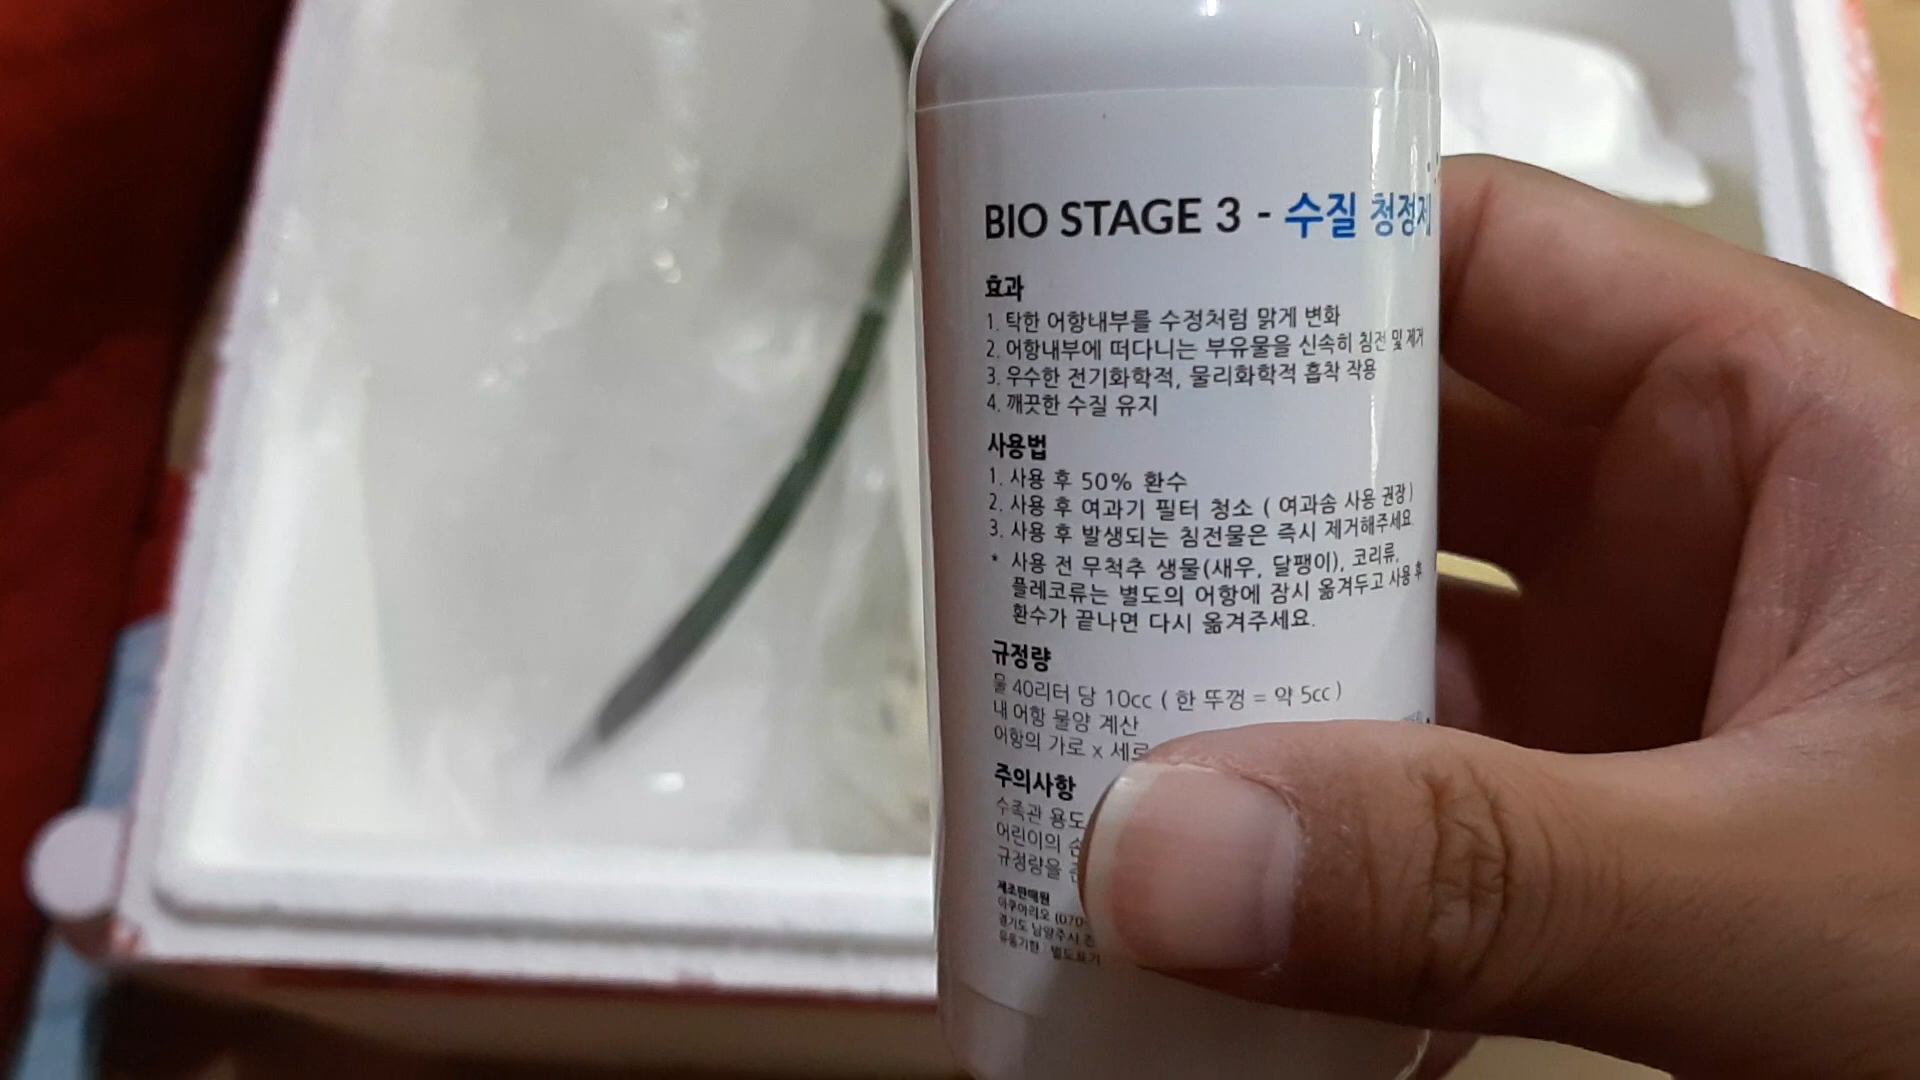 BIO STAGE 3 - 수질 청정제
효과
1. 탁한 어항내부를 수정처럼 맑게 변화
2. 어항내부에 떠다니는 부유물을 신속히 침전 및 제거
3. 우수한 전기화학적, 물리화학적 흡착 작용
4. 깨끗한 수질 유지
사용법
1. 사용 후 50% 환수
2. 사용 후 여과기 필터 청소 ( 여과솜 사용 권장 )
3. 사용 후 발생되는 침전물은 즉시 제거해주세요
* 사용 전 무척추 생물(새우, 달팽이), 코리류,
플레코류는 별도의 어항에 잠시 옮겨두고 사용 후
환수가 끝나면 다시 옮겨주세요.
규정량
물 40리터 당 10cc ( 한 뚜껑 = 약 5cc )
내 어항 물양 계산
어항의 가로 x 세로
주의사항
수족관 용도
어린이의
규정량을
제조판매원
아쿠아리오 (070-
경기도 남양주시 진
유통기한 : 별도표기